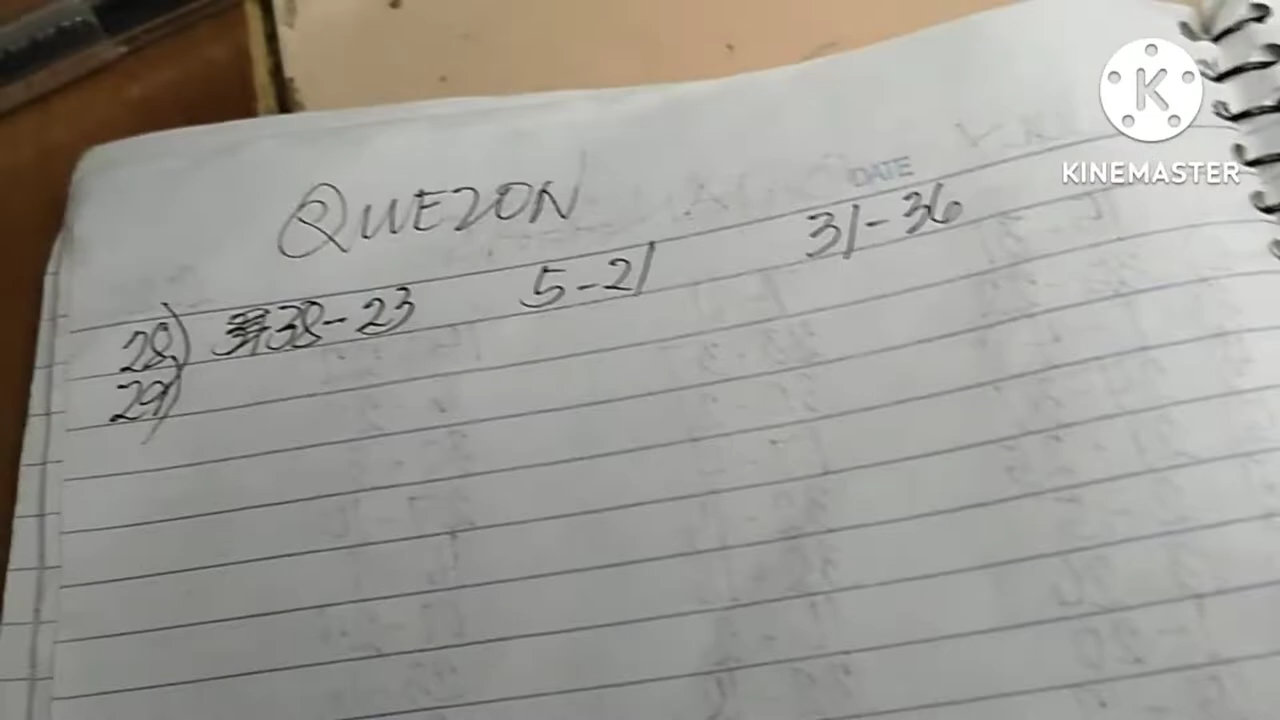 K
KINEMASTER
DATE
QUEZON
28) 38-23 5-21 31-36
29)